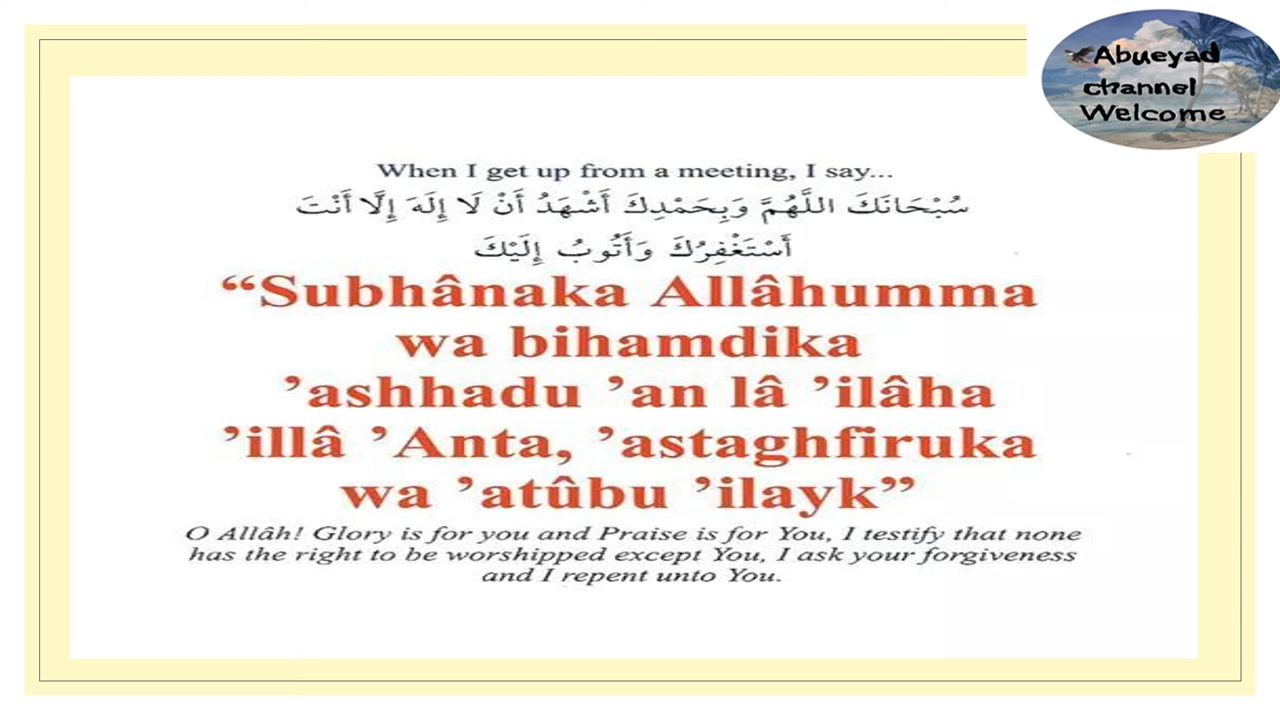 Abueyad
channel
Welcome
When I get up from a meeting, I say...
سُبْحَانَكَ اللَّهُمَّ وَبِحَمْدِكَ أَشْهَدُ أَنْ لَا إِلَهَ إِلَّا أَنْتَ
أَسْتَغْفِرُكَ وَأَتُوبُ إِلَيْكَ
“Subhânaka Allâhumma
wa bihamdika
’ashhadu ’an lâ ’ilâha
’illâ ’Anta, ’astaghfiruka
wa ’atûbu ’ilayk”
O Allâh! Glory is for you and Praise is for You, I testify that none
has the right to be worshipped except You, I ask your forgiveness
and I repent unto You.